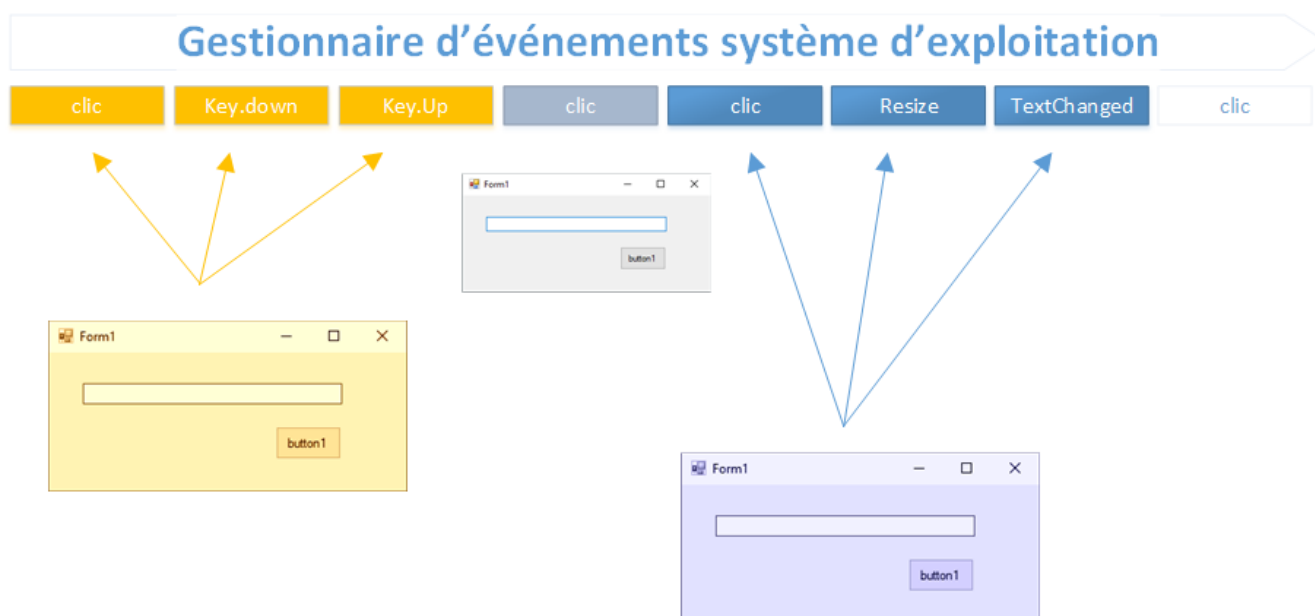 Gestionnaire d'événements système d'exploitation
clic Key.down Key.Up clic clic Resize TextChanged clic
Form1
button1
Form1
button1
Form1
button1